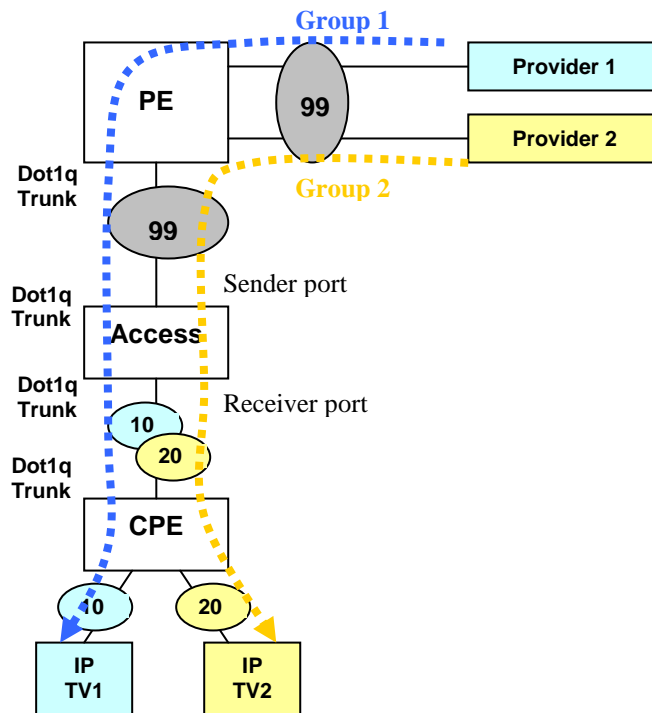 Group 1
PE
99
Provider 1
Provider 2
Group 2
Dot1q
Trunk
99
Sender port
Dot1q
Trunk
Access
Dot1q
Trunk
Receiver port
10
20
Dot1q
Trunk
CPE
10
20
IP
TV1
IP
TV2